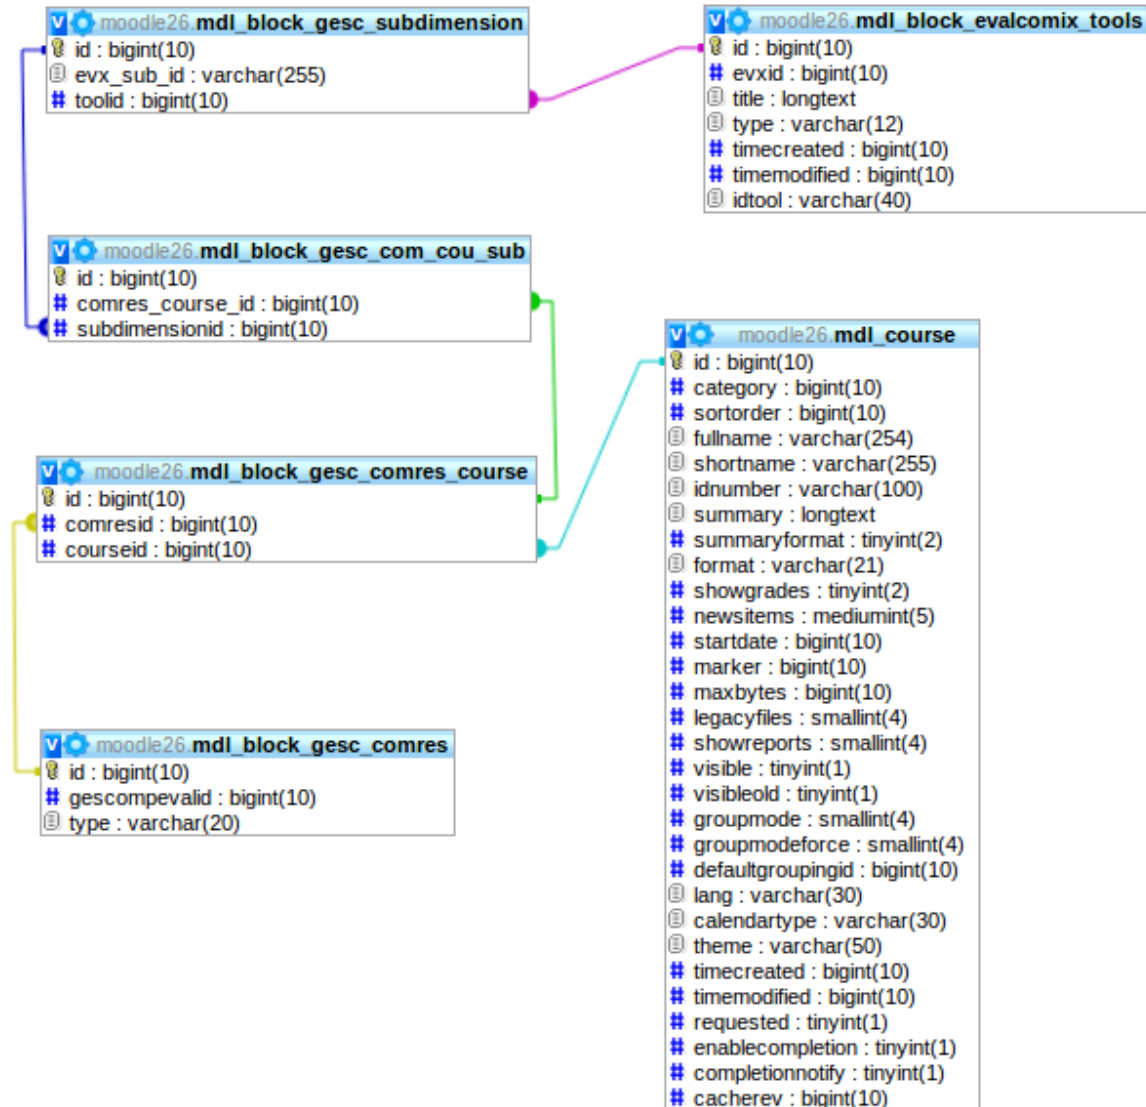 moodle26.mdl_block_gesc_subdimension
id : bigint(10)
evx_sub_id : varchar(255)
toolid : bigint(10)
moodle26.mdl_block_evalcomix_tools
id : bigint(10)
evxid : bigint(10)
title : longtext
type : varchar(12)
timecreated : bigint(10)
timemodified : bigint(10)
idtool : varchar(40)
moodle26.mdl_block_gesc_com_cou_sub
id : bigint(10)
comres_course_id : bigint(10)
subdimensionid : bigint(10)
moodle26.mdl_block_gesc_comres_course
id : bigint(10)
comresid : bigint(10)
courseid : bigint(10)
moodle26.mdl_block_gesc_comres
id : bigint(10)
gescompevalid : bigint(10)
type : varchar(20)
moodle26.mdl_course
id : bigint(10)
category : bigint(10)
sortorder : bigint(10)
fullname : varchar(254)
shortname : varchar(255)
idnumber : varchar(100)
summary : longtext
summaryformat : tinyint(2)
format : varchar(21)
showgrades : tinyint(2)
newsitems : mediumint(5)
startdate : bigint(10)
marker : bigint(10)
maxbytes : bigint(10)
legacyfiles : smallint(4)
showreports : smallint(4)
visible : tinyint(1)
visibleold : tinyint(1)
groupmode : smallint(4)
groupmodeforce : smallint(4)
defaultgroupingid : bigint(10)
lang : varchar(30)
calendartype : varchar(30)
theme : varchar(50)
timecreated : bigint(10)
timemodified : bigint(10)
requested : tinyint(1)
enablecompletion : tinyint(1)
completionnotify : tinyint(1)
cacherev : bigint(10)